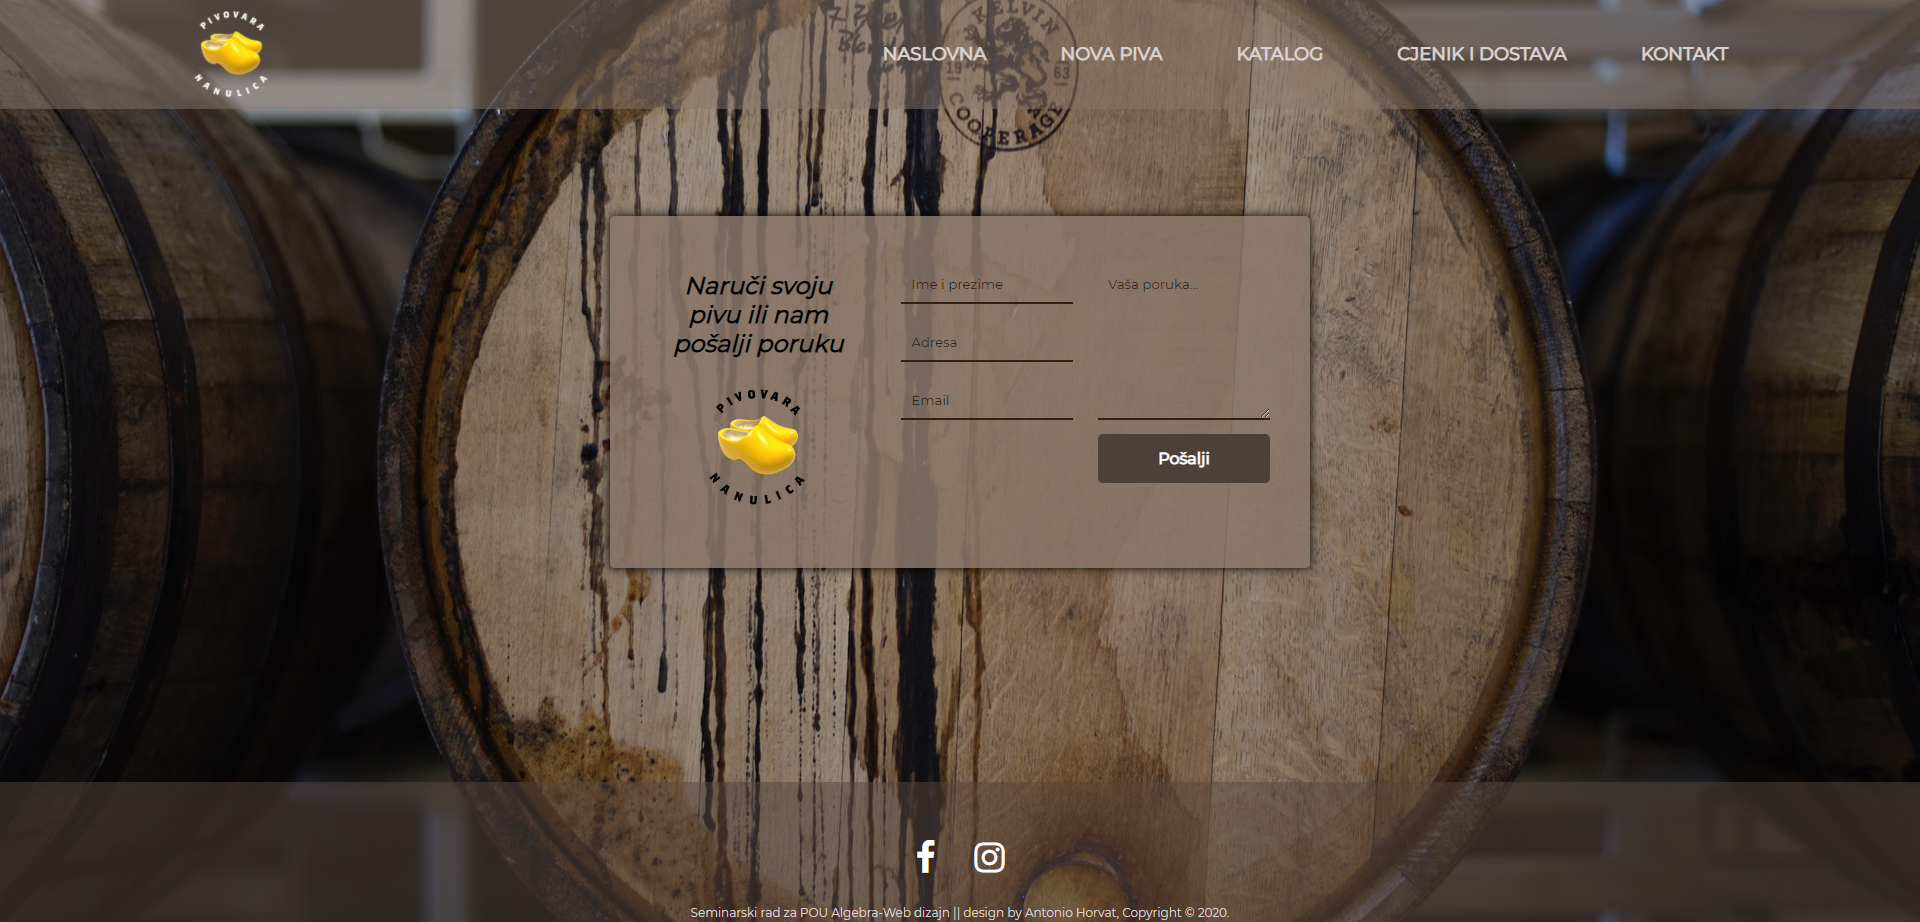 PIVOVARA
NANULICA
NASLOVNA
NOVA PIVA
KATALOG
CJENIK I DOSTAVA
KONTAKT
KELVIN
19 63
COOPERAGE
Naruči svoju
pivu ili nam
pošalji poruku
PIVOVARA
NANULICA
Ime i prezime
Adresa
Email
Vaša poruka...
Pošalji
Seminarski rad za POU Algebra-Web dizajn || design by Antonio Horvat, Copyright © 2020.